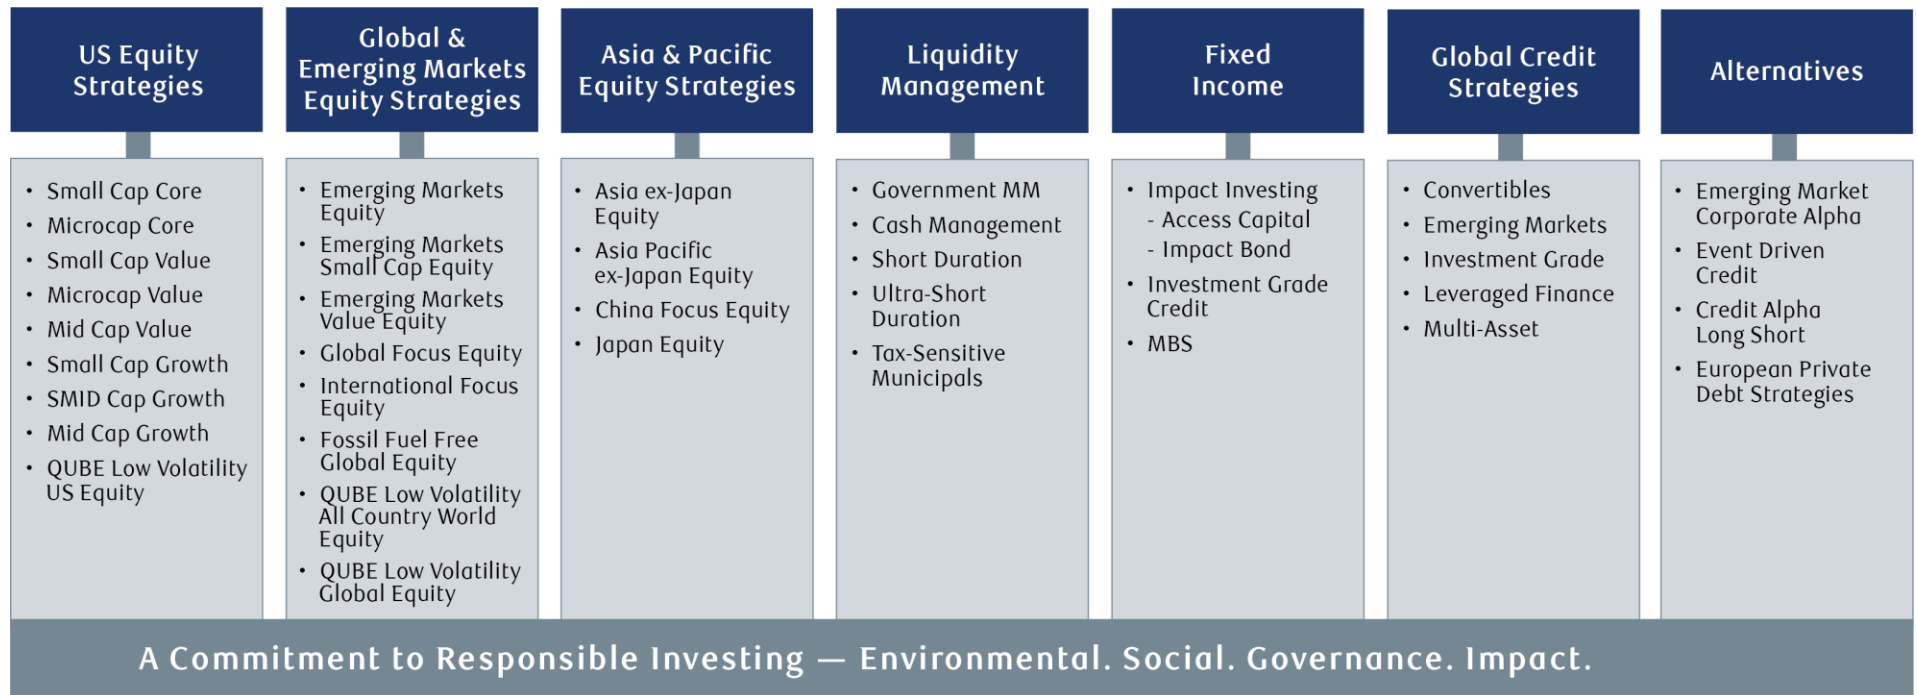 US Equity
Strategies
• Small Cap Core
• Microcap Core
• Small Cap Value
• Microcap Value
• Mid Cap Value
• Small Cap Growth
• SMID Cap Growth
• Mid Cap Growth
• QUBE Low Volatility
US Equity
Global &
Emerging Markets
Equity Strategies
• Emerging Markets
Equity
• Emerging Markets
Small Cap Equity
• Emerging Markets
Value Equity
• Global Focus Equity
• International Focus
Equity
• Fossil Fuel Free
Global Equity
• QUBE Low Volatility
All Country World
Equity
• QUBE Low Volatility
Global Equity
Asia & Pacific
Equity Strategies
• Asia ex-Japan
Equity
• Asia Pacific
ex-Japan Equity
• China Focus Equity
• Japan Equity
Liquidity
Management
• Government MM
• Cash Management
• Short Duration
• Ultra-Short
Duration
• Tax-Sensitive
Municipals
Fixed
Income
• Impact Investing
- Access Capital
- Impact Bond
• Investment Grade
Credit
• MBS
Global Credit
Strategies
• Convertibles
• Emerging Markets
• Investment Grade
• Leveraged Finance
• Multi-Asset
Alternatives
• Emerging Market
Corporate Alpha
• Event Driven
Credit
• Credit Alpha
Long Short
• European Private
Debt Strategies
A Commitment to Responsible Investing — Environmental. Social. Governance. Impact.